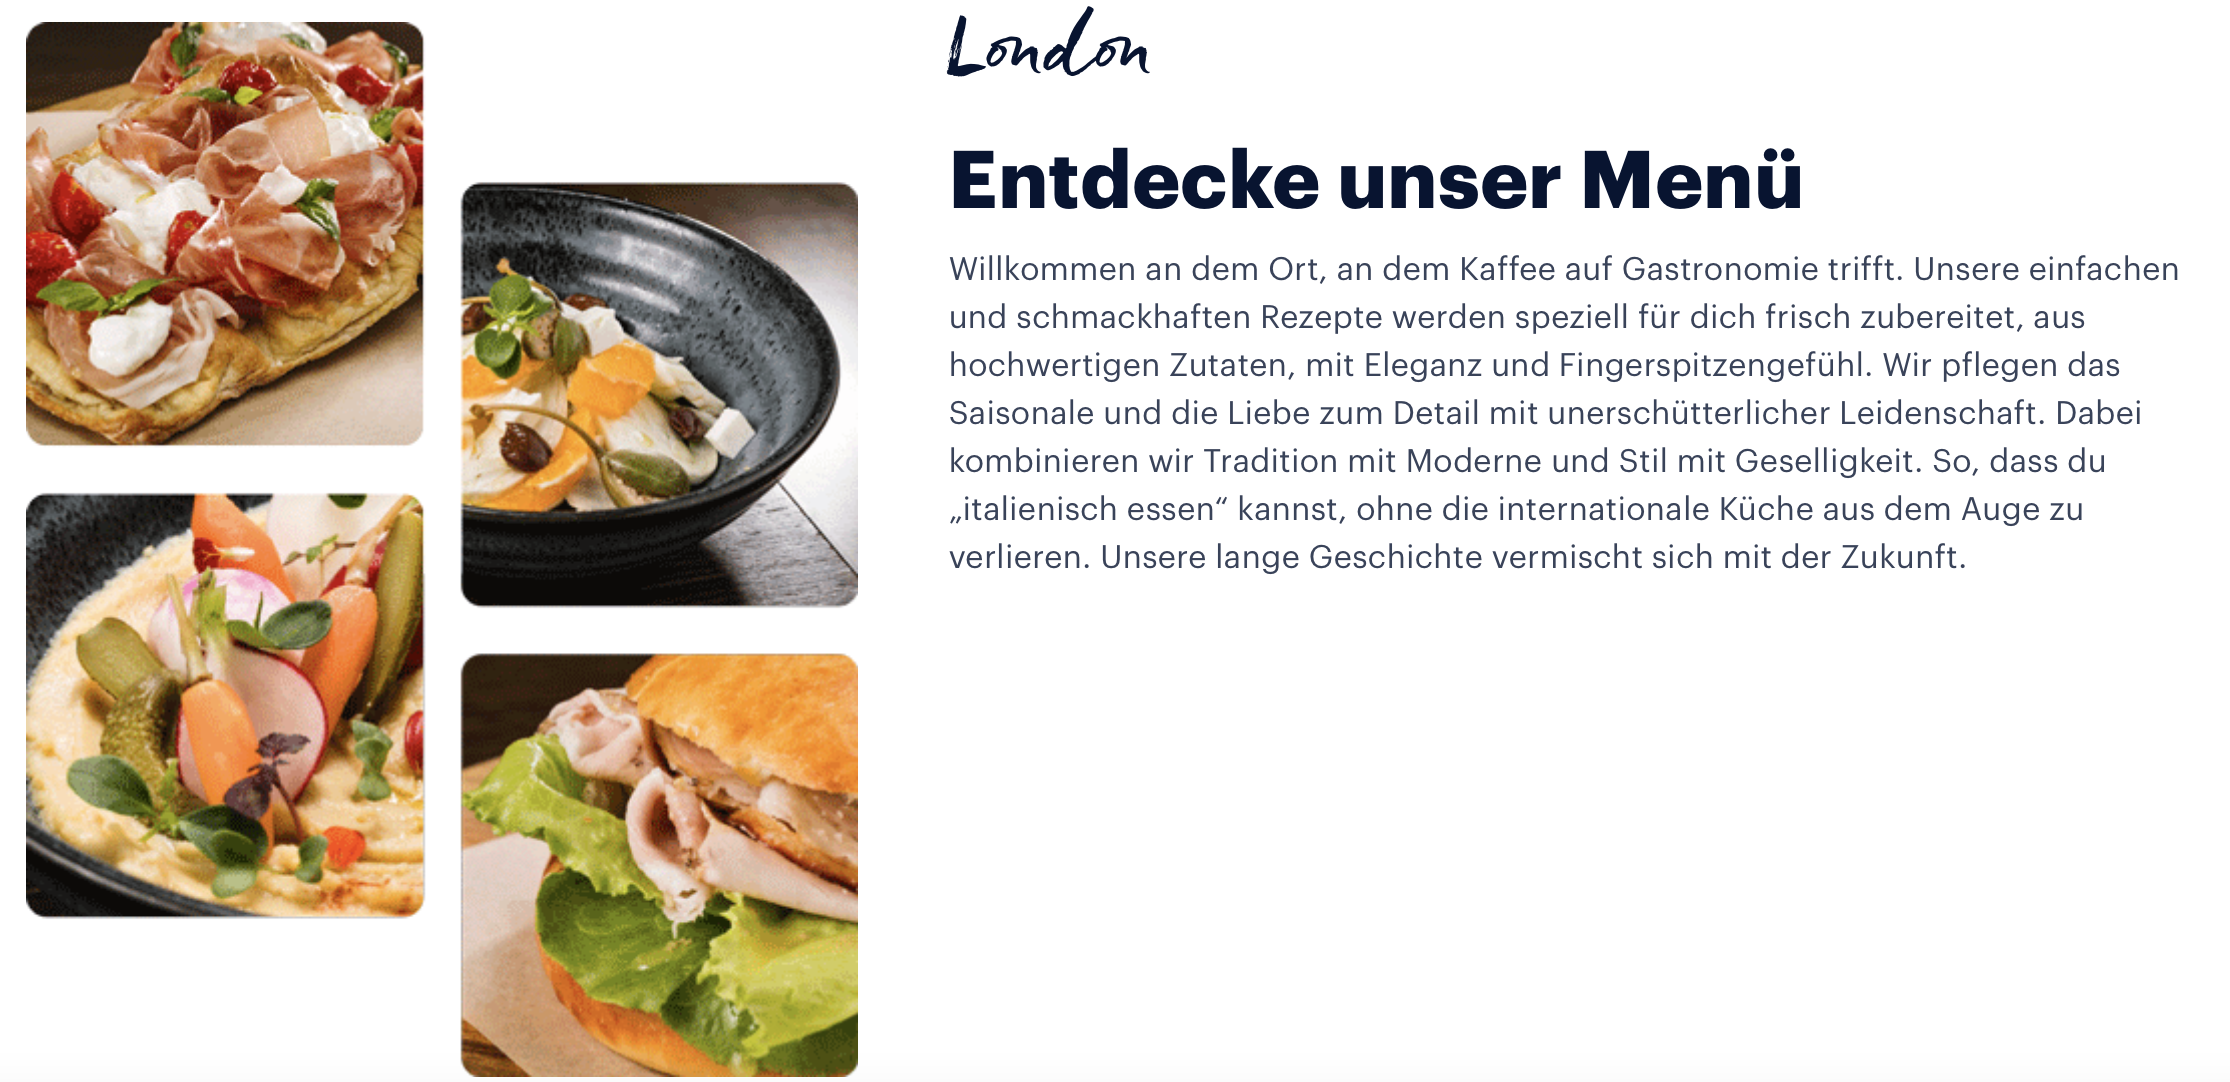 London
Entdecke unser Menü
Willkommen an dem Ort, an dem Kaffee auf Gastronomie trifft. Unsere einfachen
und schmackhaften Rezepte werden speziell für dich frisch zubereitet, aus
hochwertigen Zutaten, mit Eleganz und Fingerspitzengefühl. Wir pflegen das
Saisonale und die Liebe zum Detail mit unerschütterlicher Leidenschaft. Dabei
kombinieren wir Tradition mit Moderne und Stil mit Geselligkeit. So, dass du
„italienisch essen“ kannst, ohne die internationale Küche aus dem Auge zu
verlieren. Unsere lange Geschichte vermischt sich mit der Zukunft.